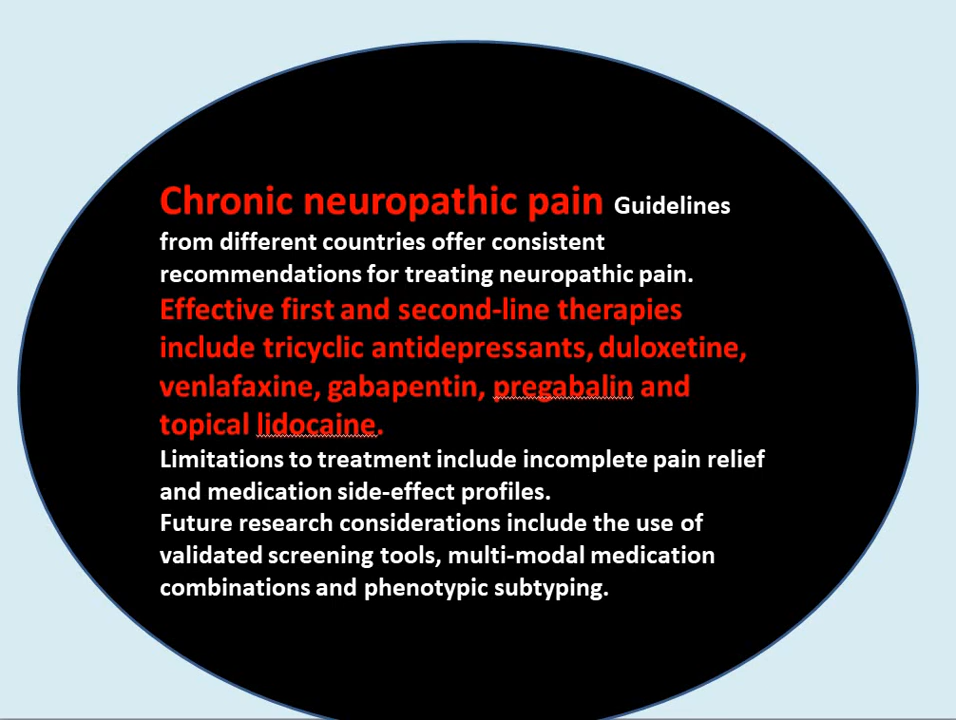 Chronic neuropathic pain Guidelines
from different countries offer consistent
recommendations for treating neuropathic pain.
Effective first and second-line therapies
include tricyclic antidepressants, duloxetine,
venlafaxine, gabapentin, pregabalin and
topical lidocaine.
Limitations to treatment include incomplete pain relief
and medication side-effect profiles.
Future research considerations include the use of
validated screening tools, multi-modal medication
combinations and phenotypic subtyping.